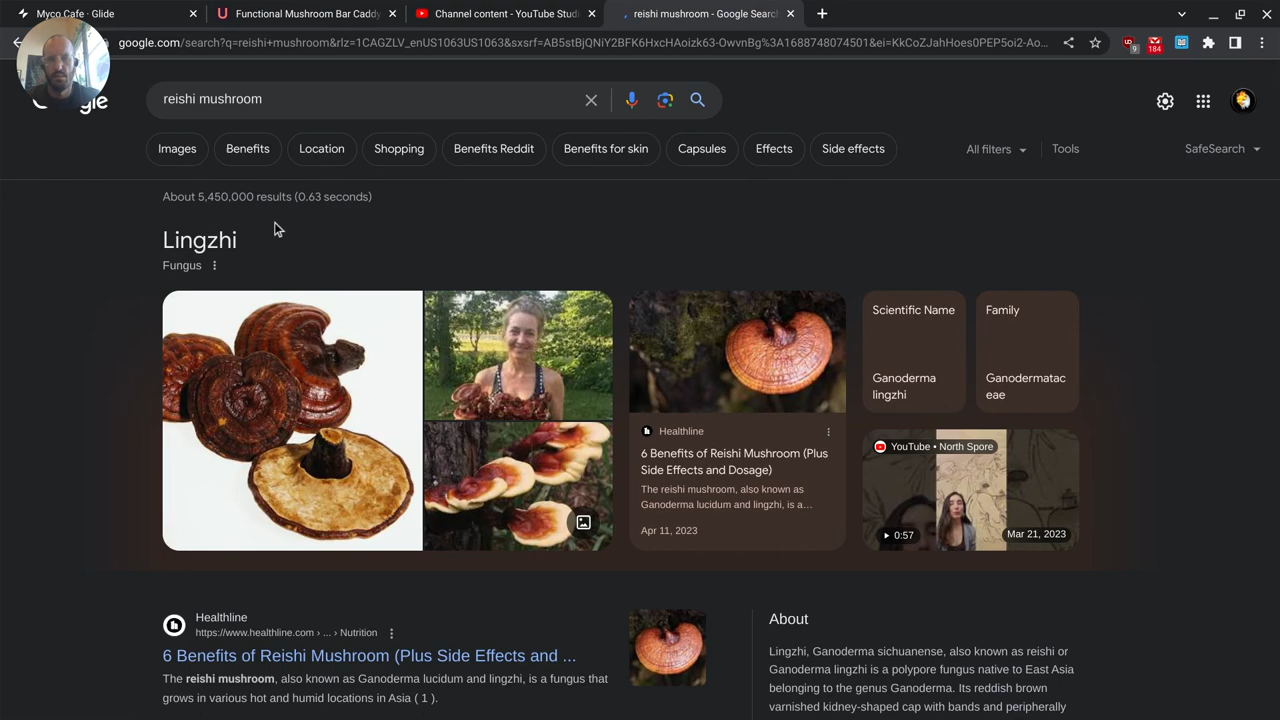 Myco Cafe · Glide
Functional Mushroom Bar Caddy
Channel content - YouTube Studi
reishi mushroom - Google Search
google.com/search?q=reishi+mushroom&rlz=1CAGZLV_enUS1063US1063&sxsrf=AB5stBjQNiY2BFK6HxcHAoizk63-OwvnBg%3A1688748074501&ei=KkCoZJahHoes0PEP5oi2-Ao...
9
184
reishi mushroom
Images
Benefits
Location
Shopping
Benefits Reddit
Benefits for skin
Capsules
Effects
Side effects
All filters
Tools
SafeSearch
About 5,450,000 results (0.63 seconds)
Lingzhi
Fungus
Healthline
6 Benefits of Reishi Mushroom (Plus
Side Effects and Dosage)
The reishi mushroom, also known as
Ganoderma lucidum and lingzhi, is a...
Apr 11, 2023
Scientific Name
Ganoderma
lingzhi
Family
Ganodermatac
eae
YouTube • North Spore
0:57
Mar 21, 2023
Healthline
https://www.healthline.com › ... › Nutrition
6 Benefits of Reishi Mushroom (Plus Side Effects and ...
The reishi mushroom, also known as Ganoderma lucidum and lingzhi, is a fungus that
grows in various hot and humid locations in Asia ( 1 ).
About
Lingzhi, Ganoderma sichuanense, also known as reishi or
Ganoderma lingzhi is a polypore fungus native to East Asia
belonging to the genus Ganoderma. Its reddish brown
varnished kidney-shaped cap with bands and peripherally